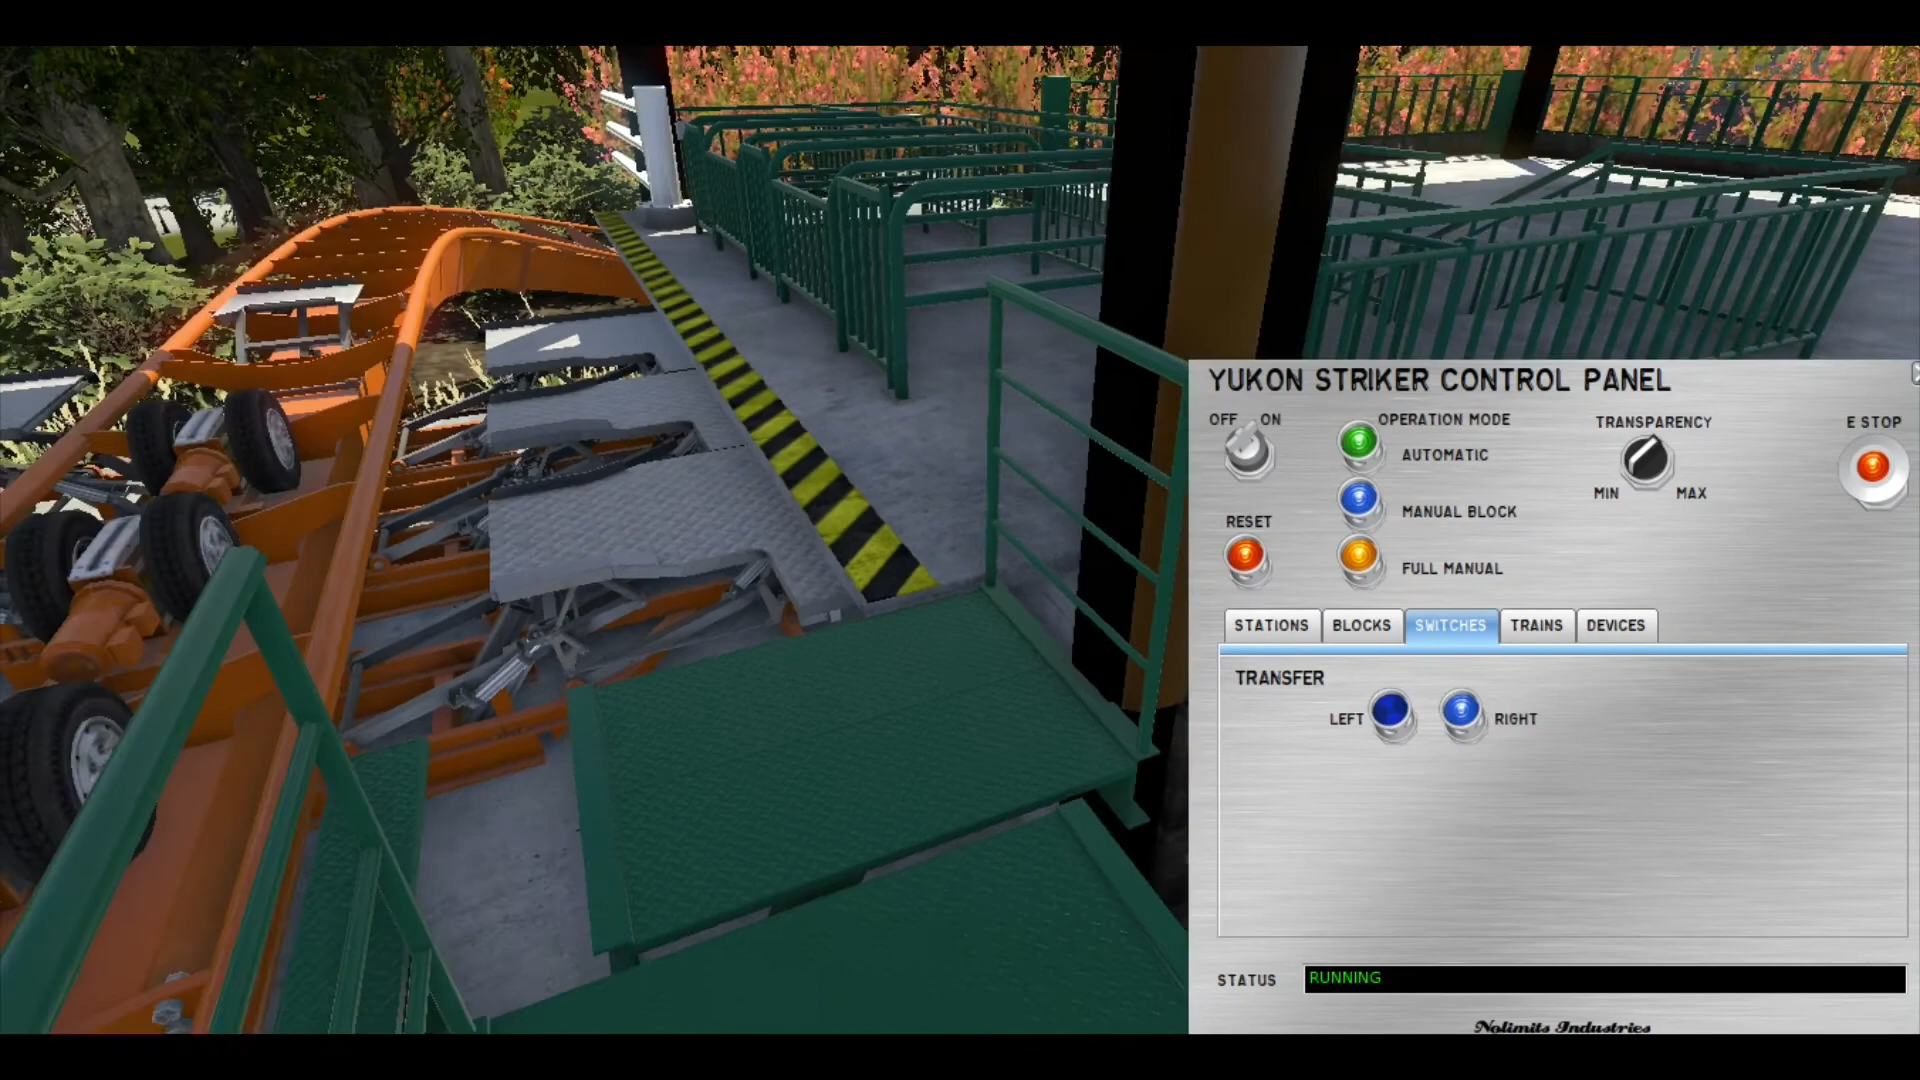 YUKON STRIKER CONTROL PANEL
OFF ON
OPERATION MODE
TRANSPARENCY
E STOP
AUTOMATIC
MIN MAX
MANUAL BLOCK
RESET
FULL MANUAL
STATIONS BLOCKS SWITCHES TRAINS DEVICES
TRANSFER
LEFT RIGHT
STATUS RUNNING
Nolimits Industries